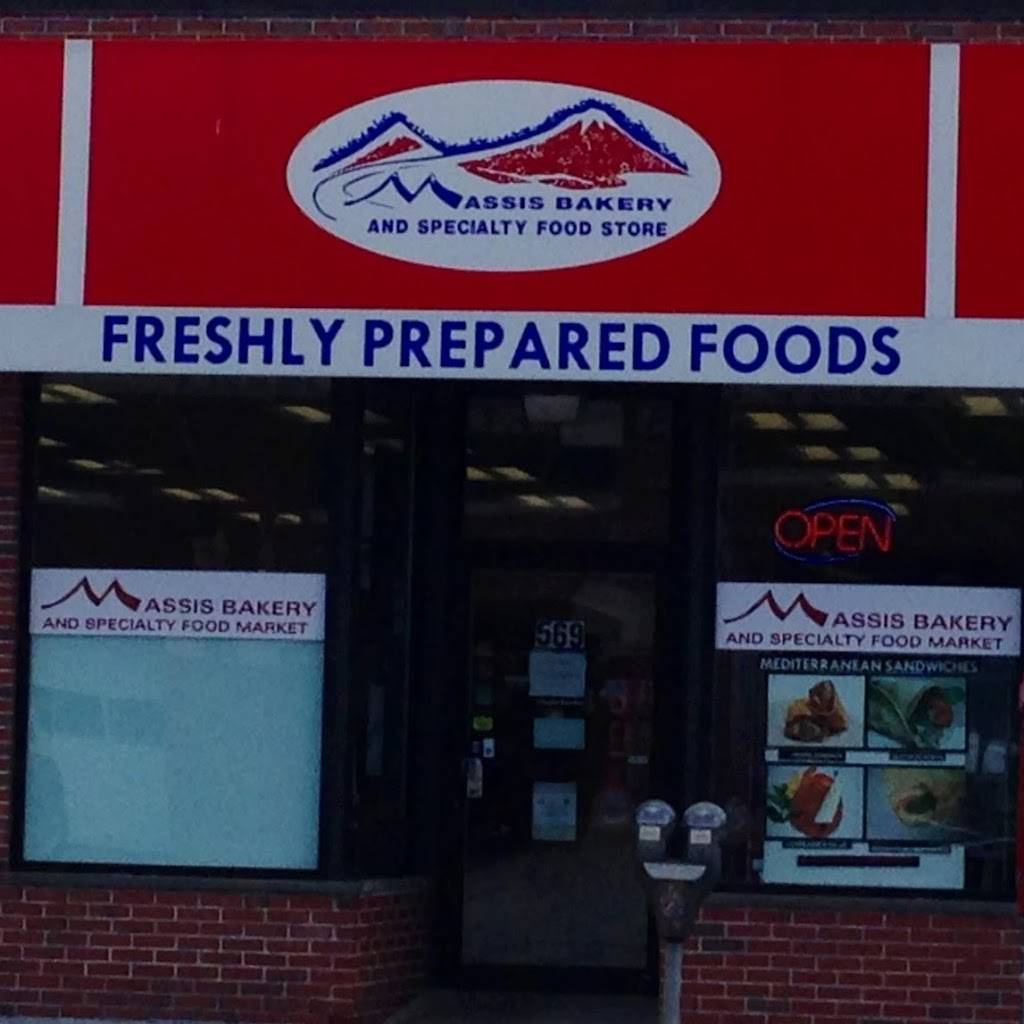 MASSIS BAKERY
AND SPECIALTY FOOD STORE
FRESHLY PREPARED FOODS
OPEN
MASSIS BAKERY
AND SPECIALTY FOOD MARKET
569
MASSIS BAKERY
AND SPECIALTY FOOD MARKET
MEDITERRANEAN SANDWICHES